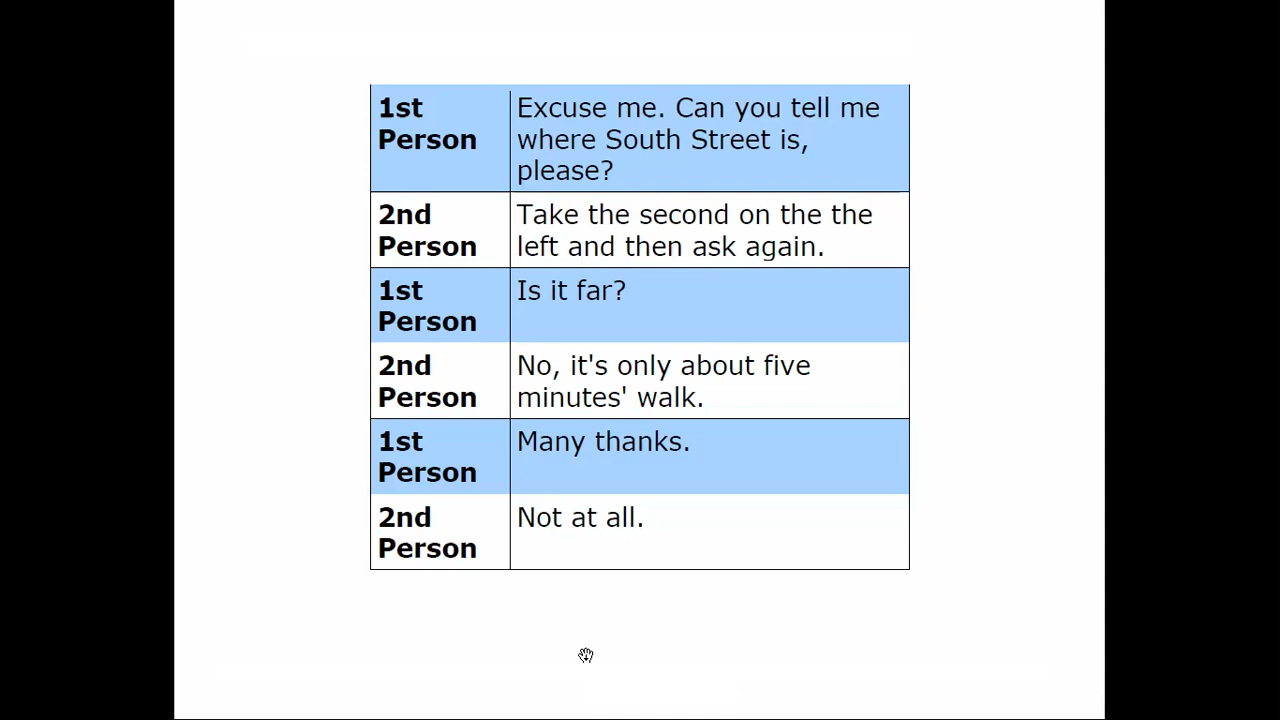 1st
Person
Excuse me. Can you tell me
where South Street is,
please?
2nd
Person
Take the second on the the
left and then ask again.
1st
Person
Is it far?
2nd
Person
No, it's only about five
minutes' walk.
1st
Person
Many thanks.
2nd
Person
Not at all.